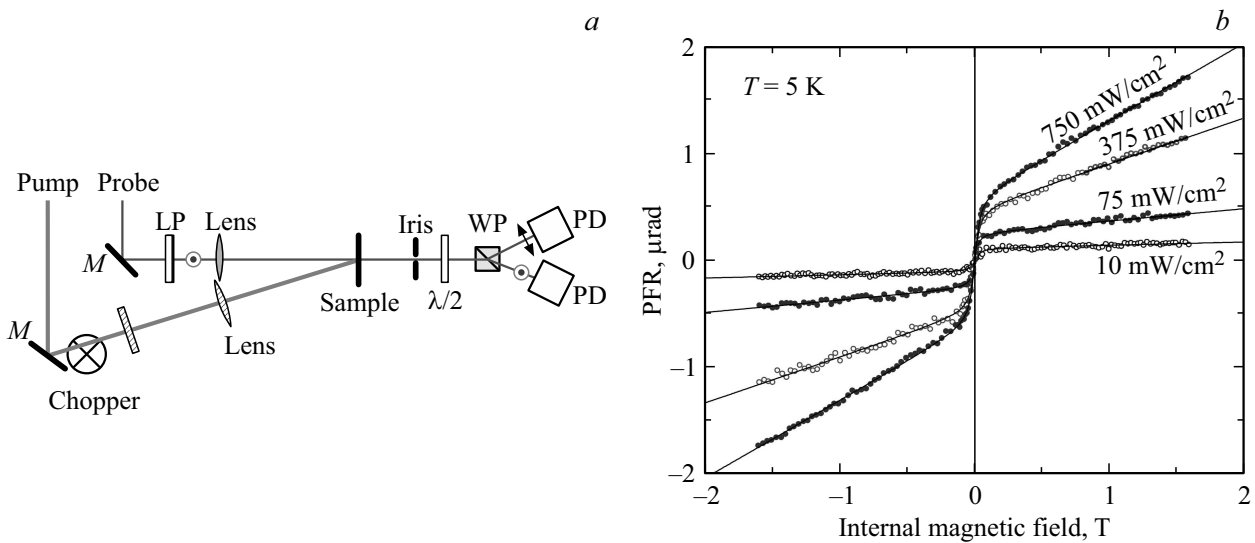 a
Pump Probe
LP
Lens
M
Iris
WP
PD
PD
λ/2
Sample
Lens
M
Chopper
b
2
1
0
−1
−2
PFR, μrad
T = 5 K
750 mW/cm²
375 mW/cm²
75 mW/cm²
10 mW/cm²
−2 −1 0 1 2
Internal magnetic field, T